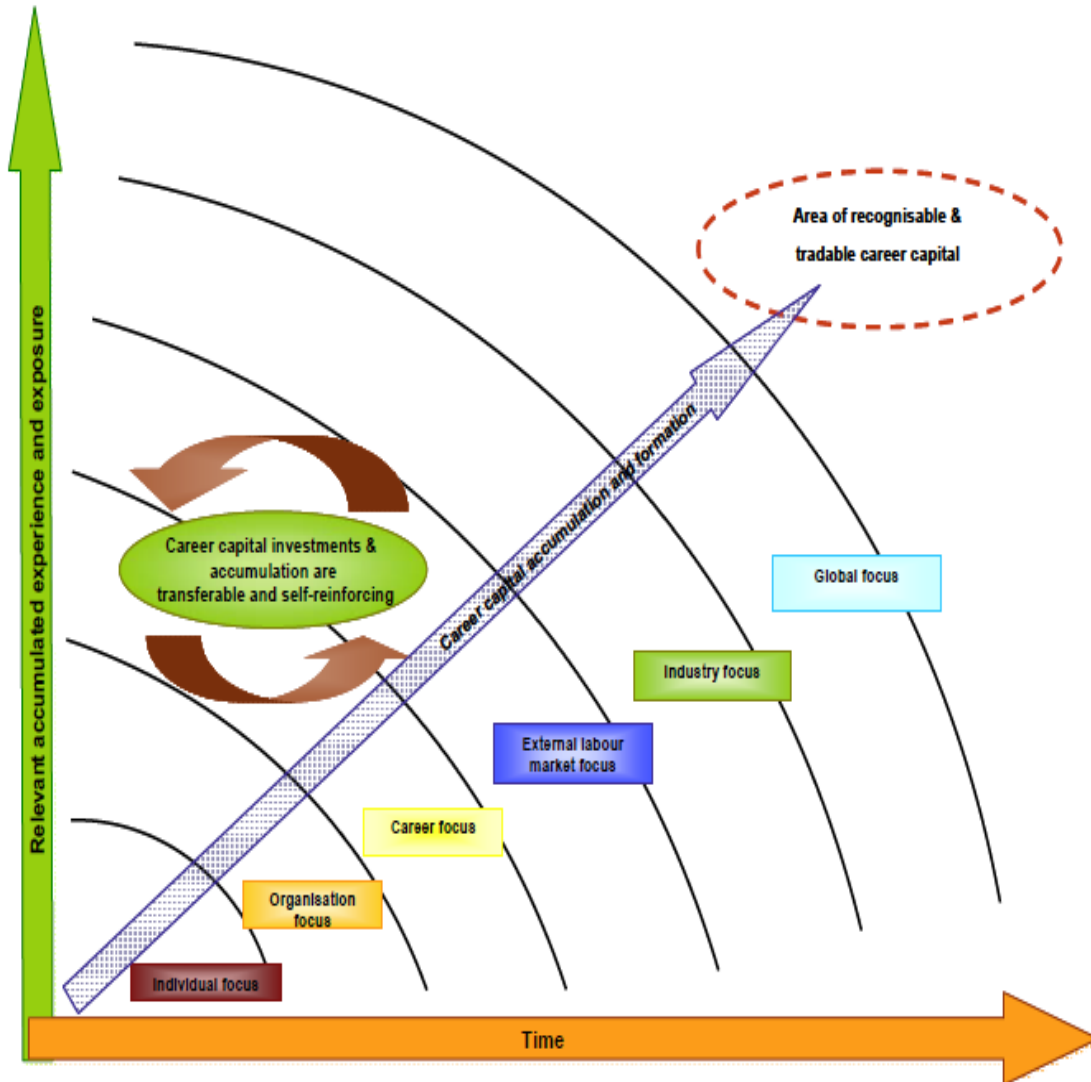 Relevant accumulated experience and exposure
Area of recognisable &
tradable career capital
Career capital accumulation and formation
Career capital investments &
accumulation are
transferable and self-reinforcing
Global focus
Industry focus
External labour
market focus
Career focus
Organisation
focus
Individual focus
Time